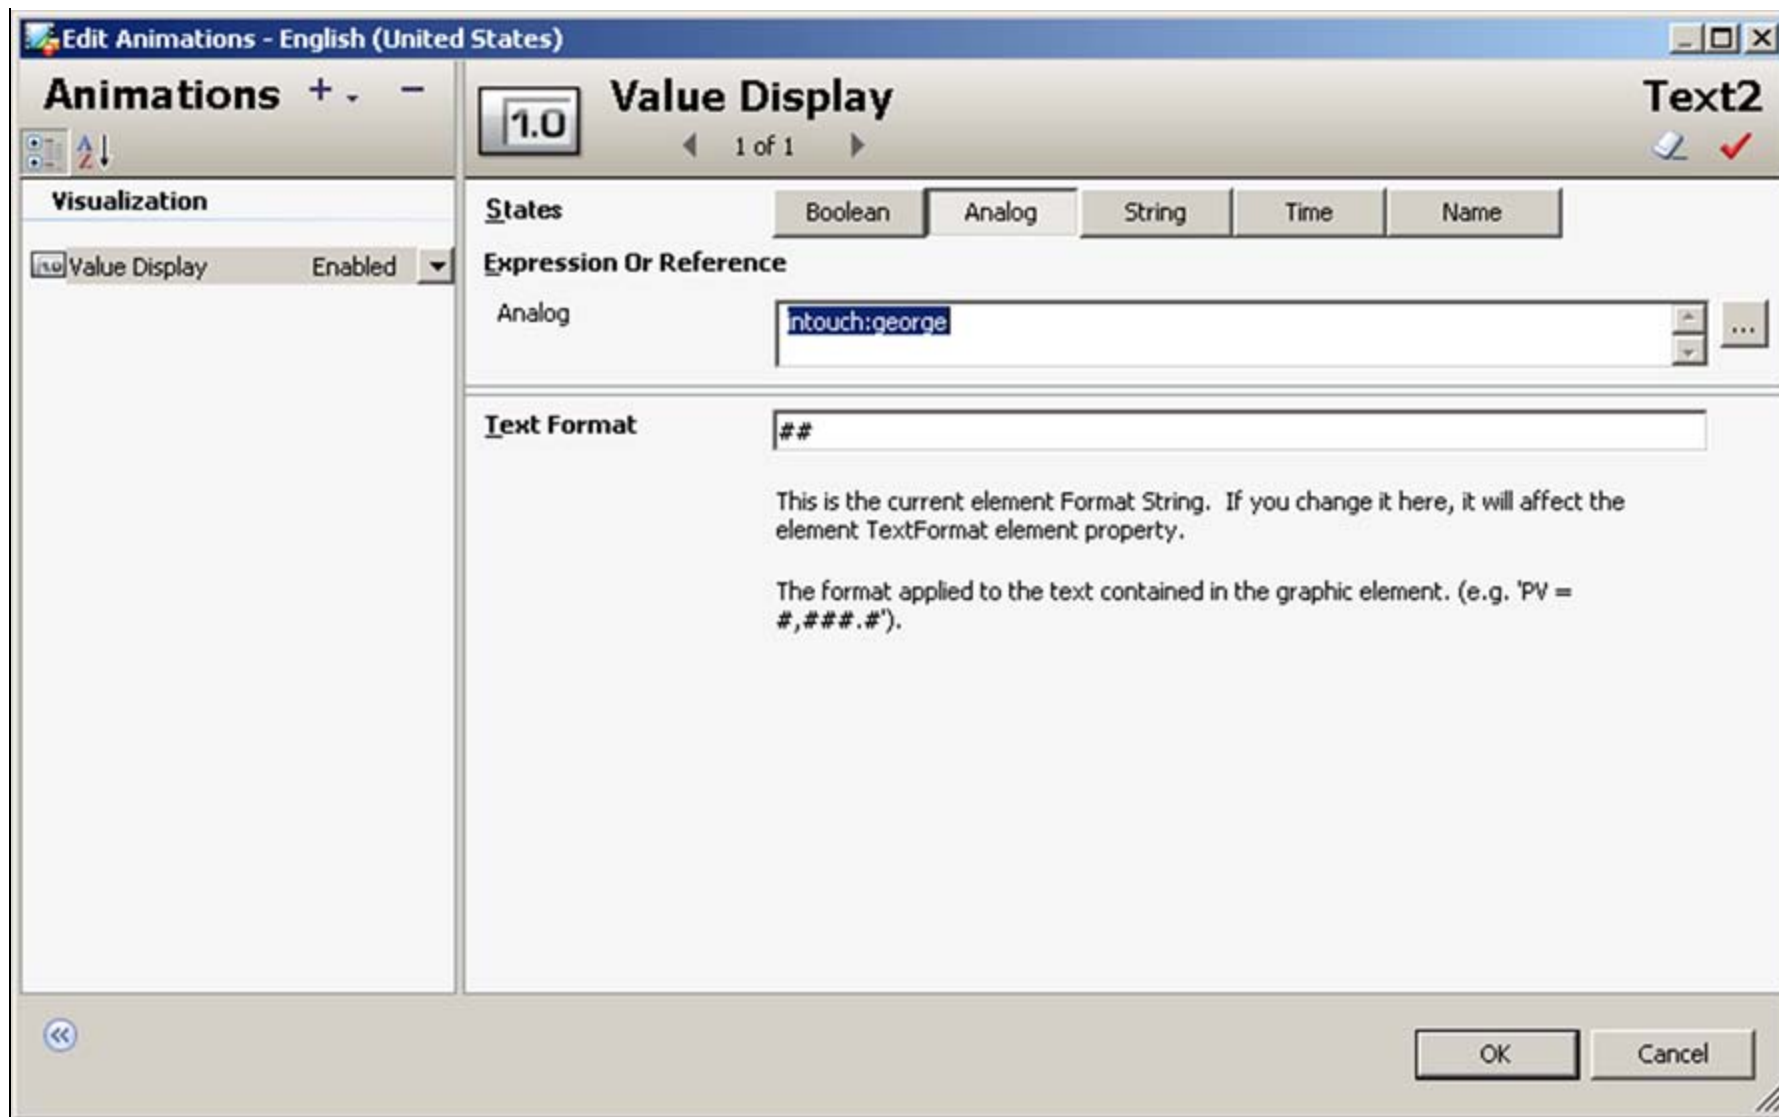 Edit Animations - English (United States)
Animations + -
Value Display
Text2
1 of 1
Visualization
Value Display Enabled
States
Boolean Analog String Time Name
Expression Or Reference
Analog
intouch:george
...
Text Format
##
This is the current element Format String. If you change it here, it will affect the
element TextFormat element property.
The format applied to the text contained in the graphic element. (e.g. 'PV =
#,###.#').
OK Cancel
1.0
A
Z